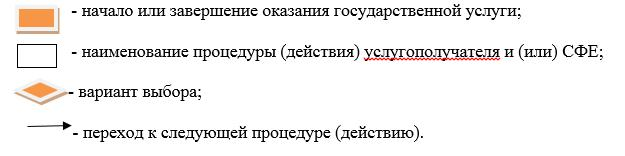 - начало или завершение оказания государственной услуги;
- наименование процедуры (действия) услугополучателя и (или) СФЕ;
- вариант выбора;
- переход к следующей процедуре (действию).